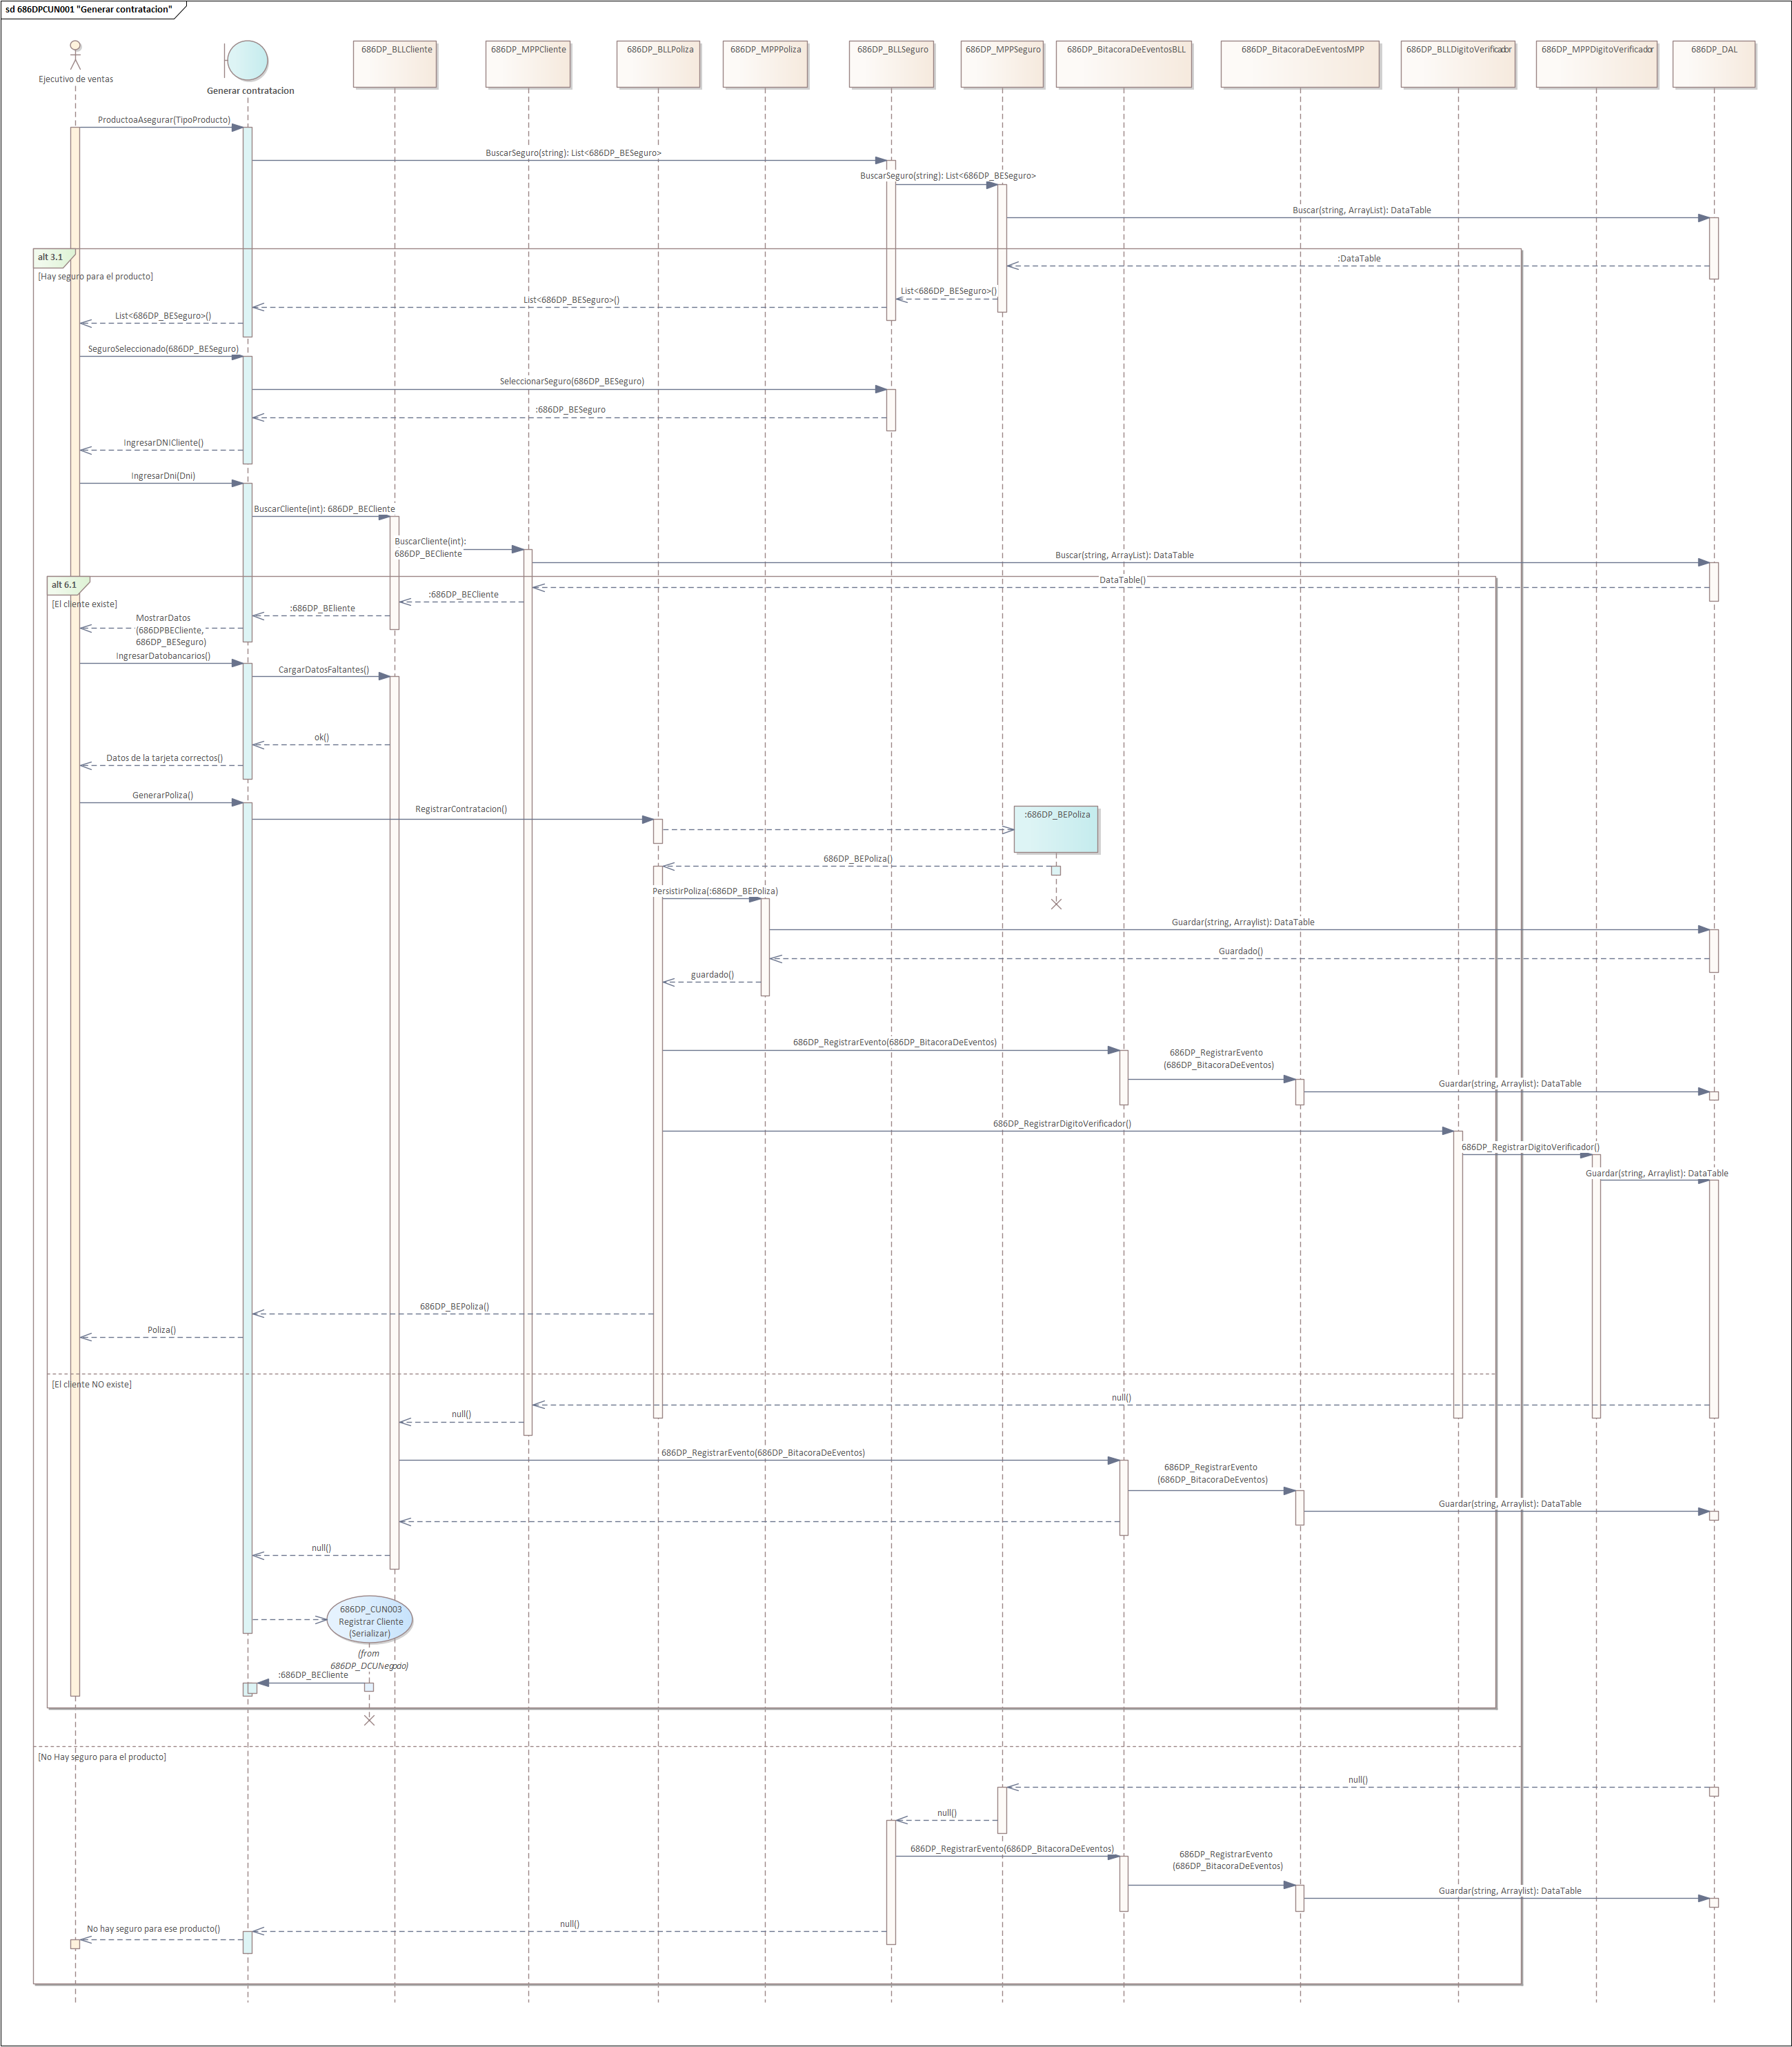 sd 686DPCUN001 "Generar contratacion"
Ejecutivo de ventas
Generar contratacion
686DP_BLLCliente
686DP_MPPCliente
686DP_BLLPoliza
686DP_MPPPoliza
686DP_BLLSeguro
686DP_MPPSeguro
686DP_BitacoraDeEventosBLL
686DP_BitacoraDeEventosMPP
686DP_BLLDigitoVerificador
686DP_MPPDigitoVerificador
686DP_DAL
ProductoaAsegurar(TipoProducto)
BuscarSeguro(string): List<686DP_BESeguro>
BuscarSeguro(string): List<686DP_BESeguro>
Buscar(string, ArrayList): DataTable
alt 3.1
[Hay seguro para el producto]
:DataTable
List<686DP_BESeguro>()
List<686DP_BESeguro>()
List<686DP_BESeguro>()
SeguroSeleccionado(686DP_BESeguro)
SeleccionarSeguro(686DP_BESeguro)
:686DP_BESeguro
IngresarDNICliente()
IngresarDni(Dni)
BuscarCliente(int): 686DP_BECliente
BuscarCliente(int):
686DP_BECliente
Buscar(string, ArrayList): DataTable
alt 6.1
[El cliente existe]
DataTable()
:686DP_BECliente
:686DP_BEliente
MostrarDatos
(686DPBECliente,
686DP_BESeguro)
IngresarDatobancarios()
CargarDatosFaltantes()
ok()
Datos de la tarjeta correctos()
GenerarPoliza()
RegistrarContratacion()
:686DP_BEPoliza
686DP_BEPoliza()
PersistirPoliza(:686DP_BEPoliza)
Guardar(string, Arraylist): DataTable
Guardado()
guardado()
686DP_RegistrarEvento(686DP_BitacoraDeEventos)
686DP_RegistrarEvento
(686DP_BitacoraDeEventos)
Guardar(string, Arraylist): DataTable
686DP_RegistrarDigitoVerificador()
686DP_RegistrarDigitoVerificador()
Guardar(string, Arraylist): DataTable
686DP_BEPoliza()
Poliza()
[El cliente NO existe]
null()
null()
686DP_RegistrarEvento(686DP_BitacoraDeEventos)
686DP_RegistrarEvento
(686DP_BitacoraDeEventos)
Guardar(string, Arraylist): DataTable
null()
686DP_CUN003
Registrar Cliente
(Serializar)
(from
686DP_DCUNegocio)
:686DP_BECliente
[No Hay seguro para el producto]
null()
null()
686DP_RegistrarEvento(686DP_BitacoraDeEventos)
686DP_RegistrarEvento
(686DP_BitacoraDeEventos)
Guardar(string, Arraylist): DataTable
null()
No hay seguro para ese producto()